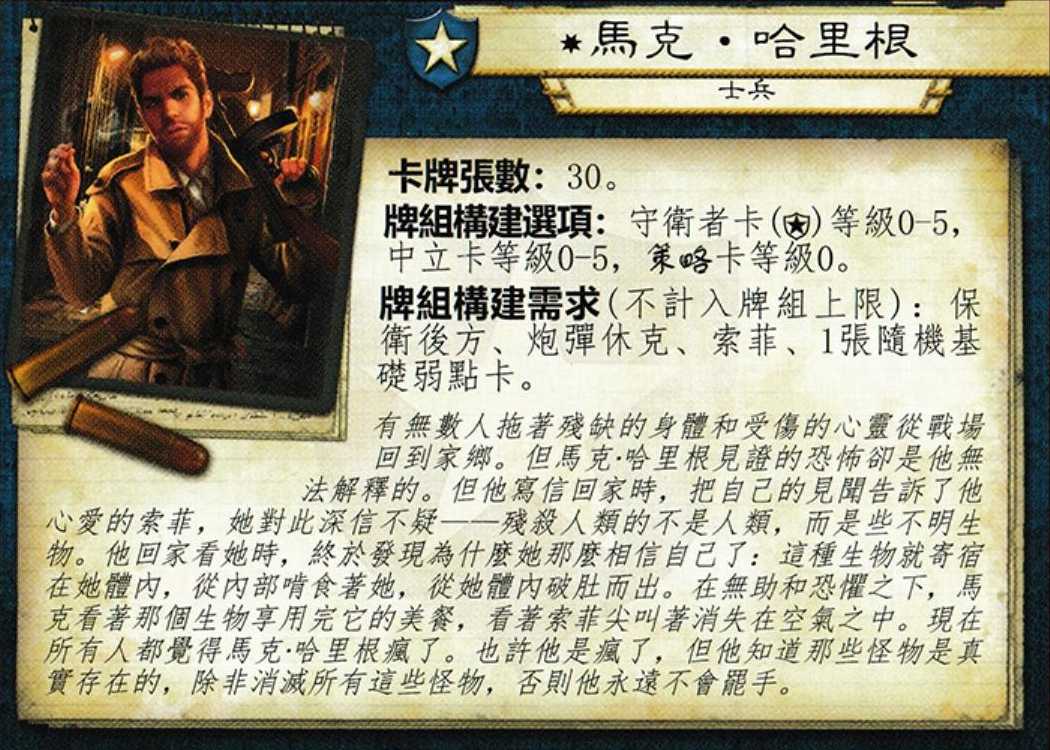 ✷馬克·哈里根
士兵
卡牌張數：30。
牌組構建選項：守衛者卡()等級0-5，
中立卡等級0-5，策略卡等級0。
牌組構建需求(不計入牌組上限)：保
衛後方、炮彈休克、索菲、1張隨機基
礎弱點卡。
有無數人拖著殘缺的身體和受傷的心靈從戰場
回到家鄉。但馬克·哈里根見證的恐怖卻是他無
法解釋的。但他寫信回家時，把自己的見聞告訴了他
心愛的索菲，她對此深信不疑——殘殺人類的不是人類，而是些不明生
物。他回家看她時，終於發現為什麼她那麼相信自己了：這種生物就寄宿
在她體內，從內部啃食著她，從她體內破肚而出。在無助和恐懼之下，馬
克看著那個生物享用完它的美餐，看著索菲尖叫著消失在空氣之中。現在
所有人都覺得馬克·哈里根瘋了。也許他是瘋了，但他知道那些怪物是真
實存在的，除非消滅所有這些怪物，否則他永遠不會罷手。